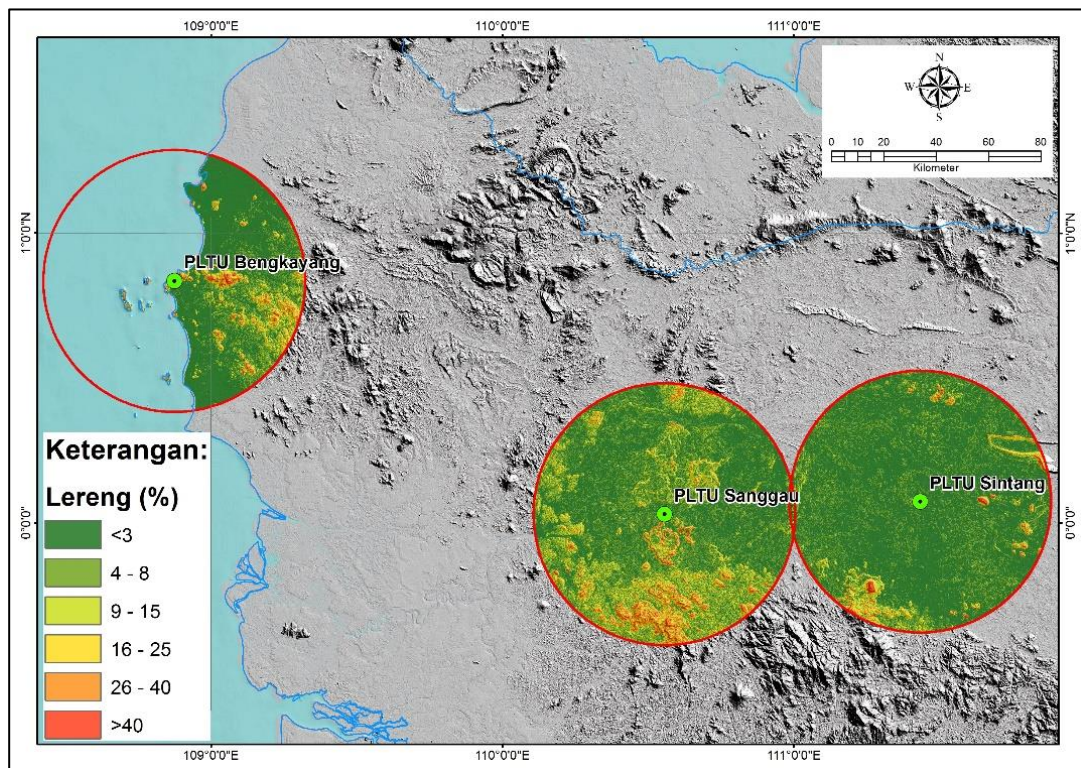 109°0'0"E 110°0'0"E 111°0'0"E
N
W E
S
0 10 20 40 60 80
Kilometer
1°0'0"N 1°0'0"N
PLTU Bengkayang
PLTU Sintang
PLTU Sanggau
0°0'0" 0°0'0"
Keterangan:
Lereng (%)
<3
4 - 8
9 - 15
16 - 25
26 - 40
>40
109°0'0"E 110°0'0"E 111°0'0"E